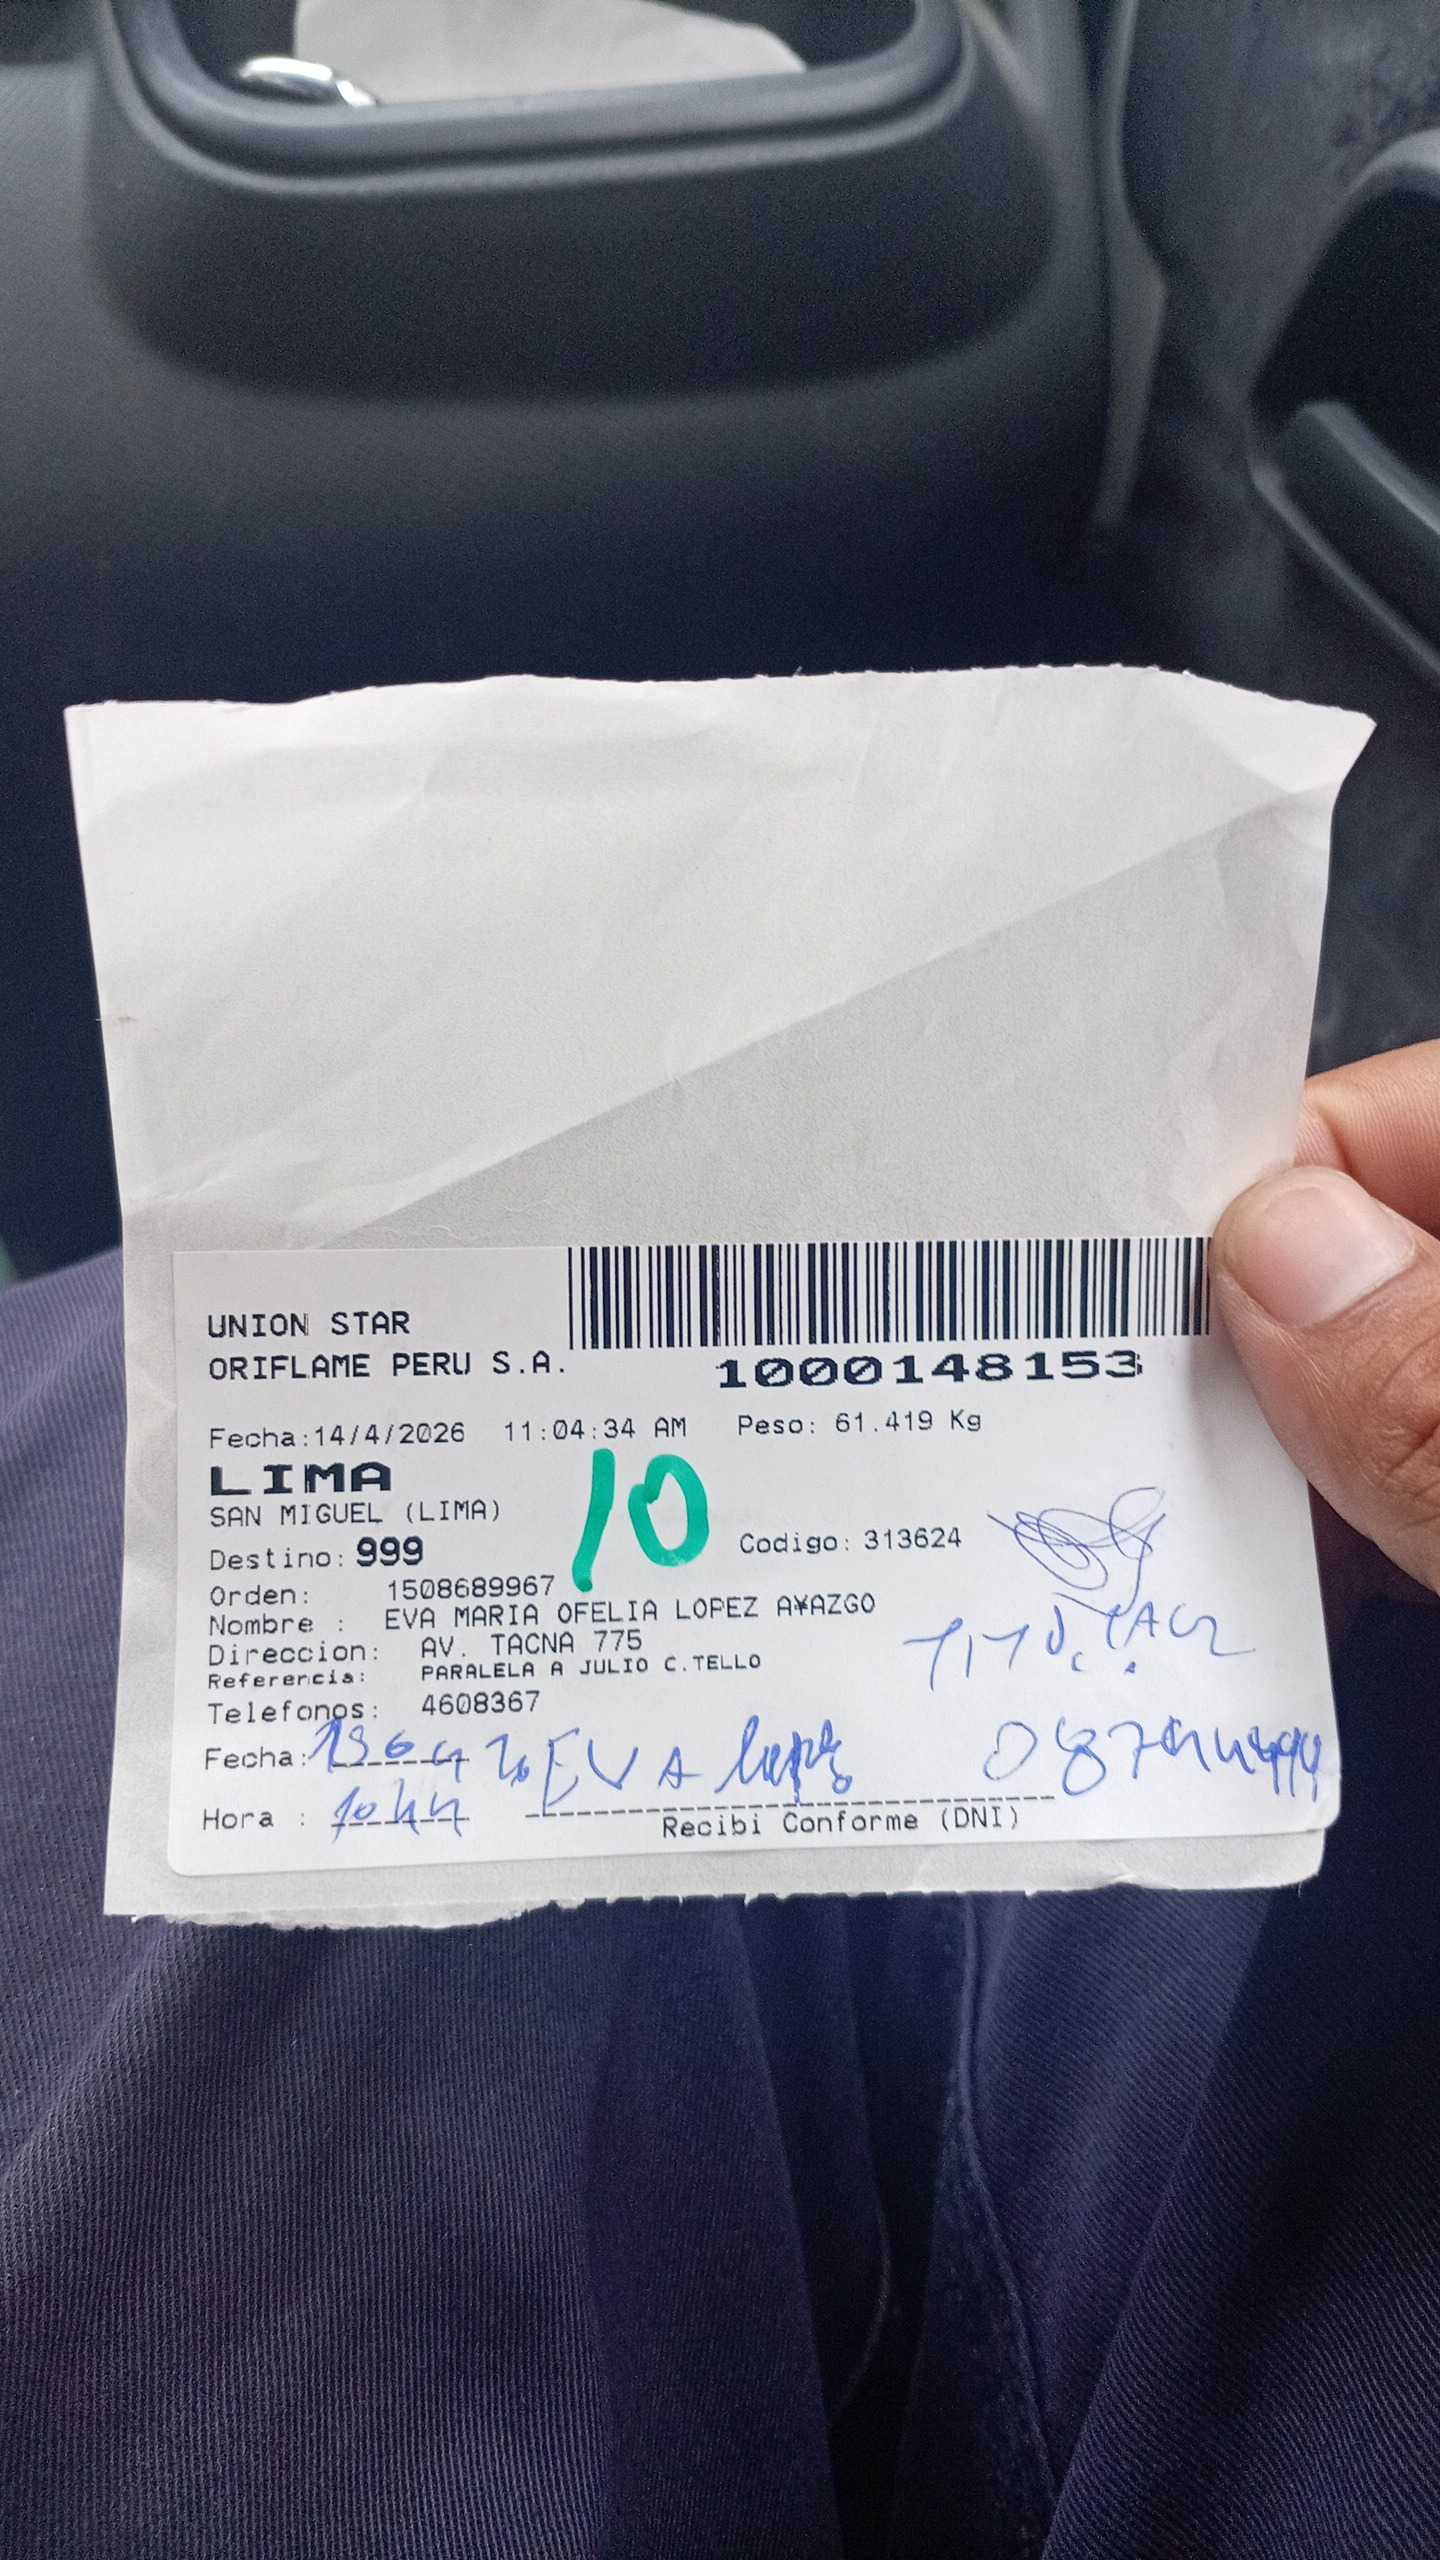 UNION STAR
ORIFLAME PERU S.A.
1000148153
Fecha:14/4/2026 11:04:34 AM Peso: 61.419 Kg
LIMA
10
SAN MIGUEL (LIMA)
Destino: 999 Codigo: 313624
Orden: 1508689967
Nombre : EVA MARIA OFELIA LOPEZ A¥AZGO
Direccion: AV. TACNA 775
Referencia: PARALELA A JULIO C.TELLO
Telefonos: 4608367
Fecha: EVA lopez
Hora :
Recibi Conforme (DNI)